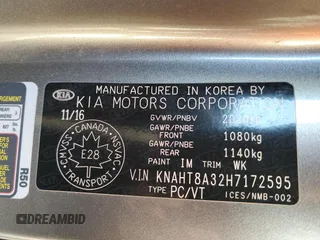 MANUFACTURED IN KOREA BY
KIA KIA MOTORS CORPORATION
11/16
GVWR/PNBV
GAWR/PNBE
FRONT 1080kg
GAWR/PNBE
REAR 1140kg
PAINT IM TRIM WK
V.I.N KNAHT8A32H7172595
TYPE PC/VT ICES/NMB-002
CMVSS • CANADA • NSVAC
E28
TRANSPORT
R50
DREAMBID